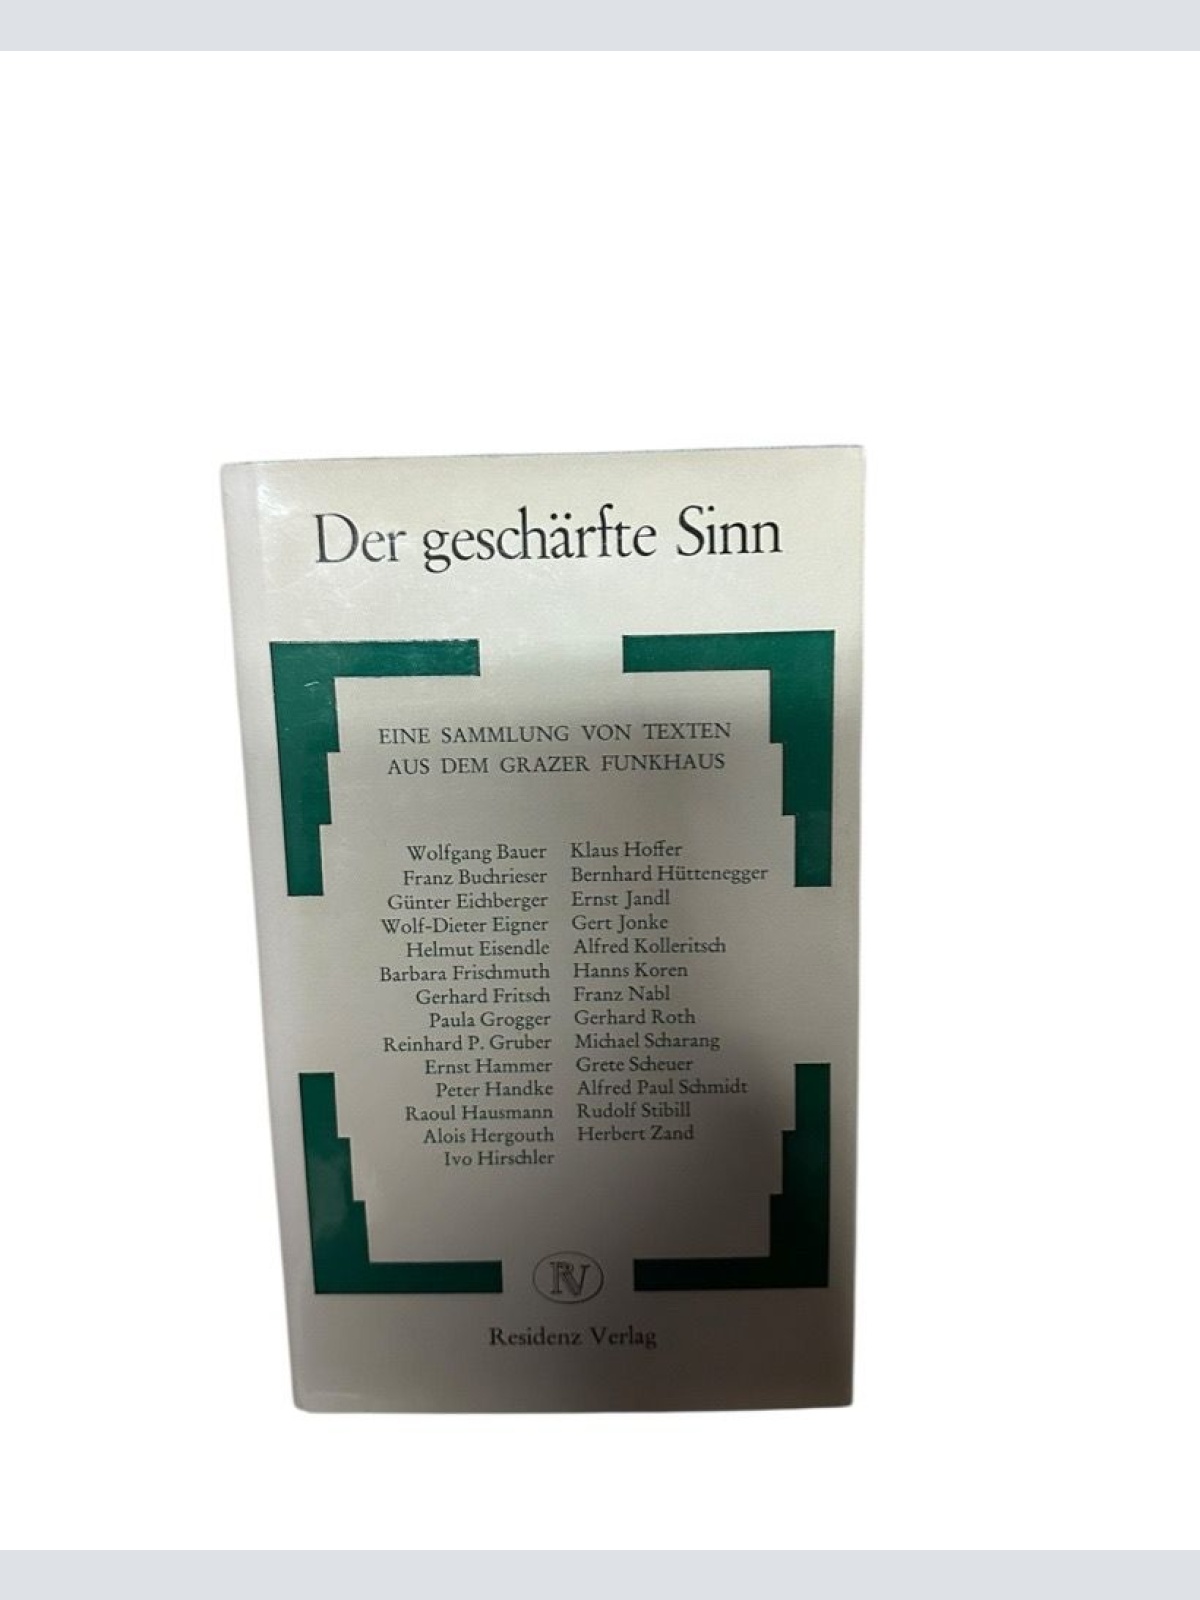 Der geschärfte Sinn
EINE SAMMLUNG VON TEXTEN
AUS DEM GRAZER FUNKHAUS
Wolfgang Bauer
Franz Buchrieser
Günter Eichberger
Wolf-Dieter Eigner
Helmut Eisendle
Barbara Frischmuth
Gerhard Fritsch
Paula Grogger
Reinhard P. Gruber
Ernst Hammer
Peter Handke
Raoul Hausmann
Alois Hergouth
Ivo Hirschler
Klaus Hoffer
Bernhard Hüttenegger
Ernst Jandl
Gert Jonke
Alfred Kolleritsch
Hanns Koren
Franz Nabl
Gerhard Roth
Michael Scharang
Grete Scheuer
Alfred Paul Schmidt
Rudolf Stibill
Herbert Zand
RV
Residenz Verlag